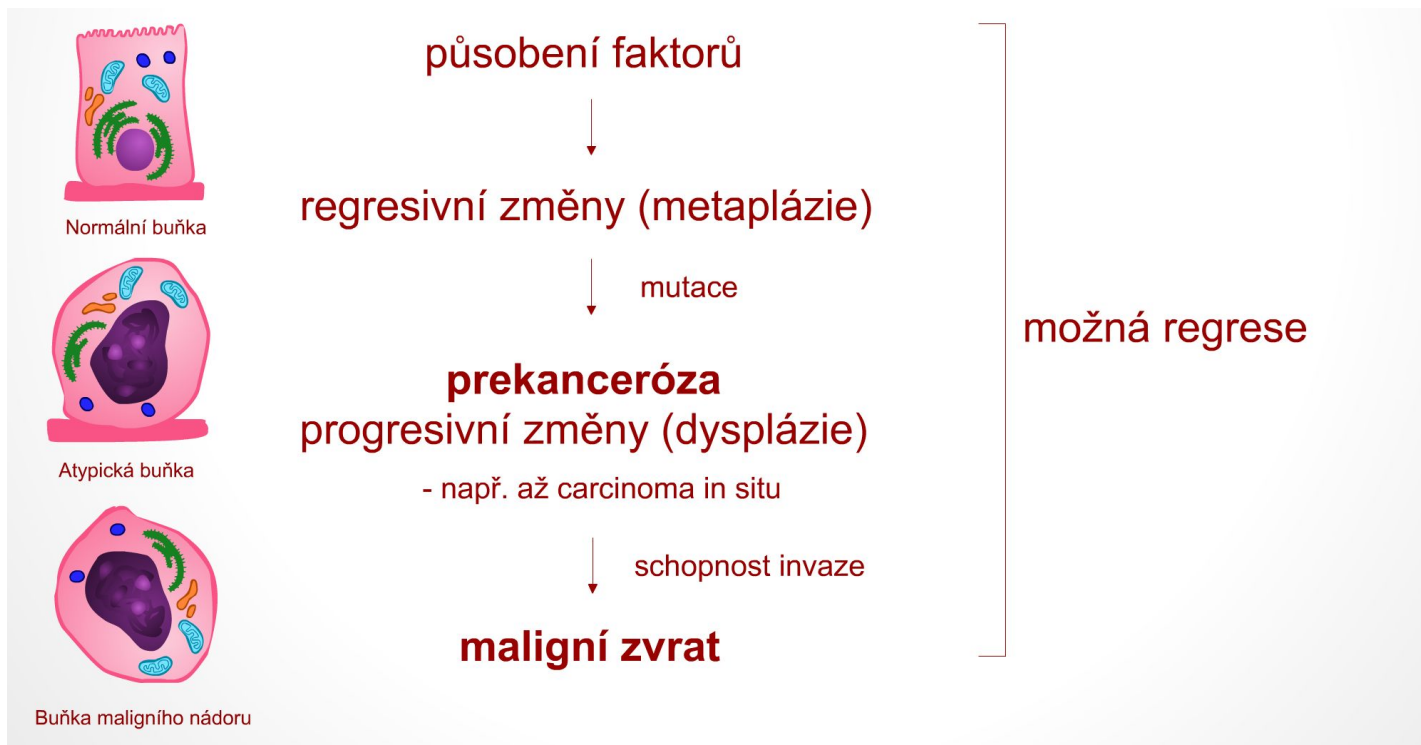 působení faktorů
Normální buňka
regresivní změny (metaplázie)
mutace
možná regrese
prekanceróza
progresivní změny (dysplázie)
Atypická buňka
- např. až carcinoma in situ
schopnost invaze
maligní zvrat
Buňka maligního nádoru